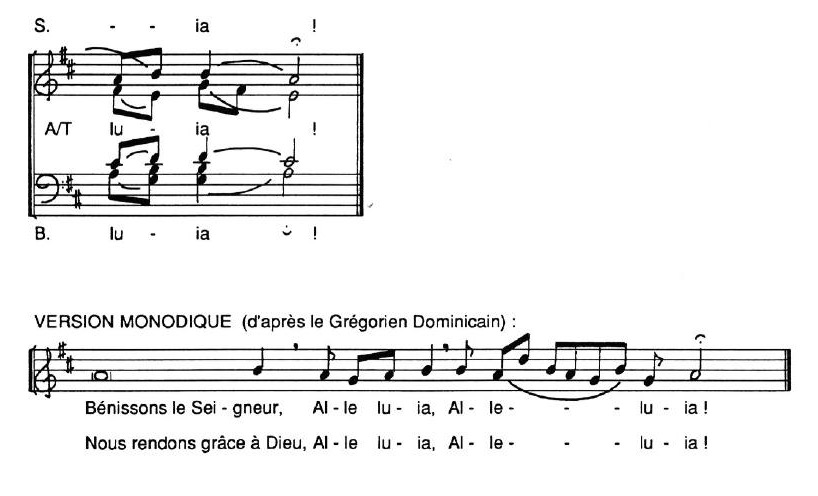 S. - - ia !
A/T lu - ia !
B. lu - ia !
VERSION MONODIQUE (d'après le Grégorien Dominicain) :
Bénissons le Sei - gneur, Al - le lu - ia, Al - le - - - lu - ia !
Nous rendons grâce à Dieu, Al - le lu - ia, Al - le - - - lu - ia !